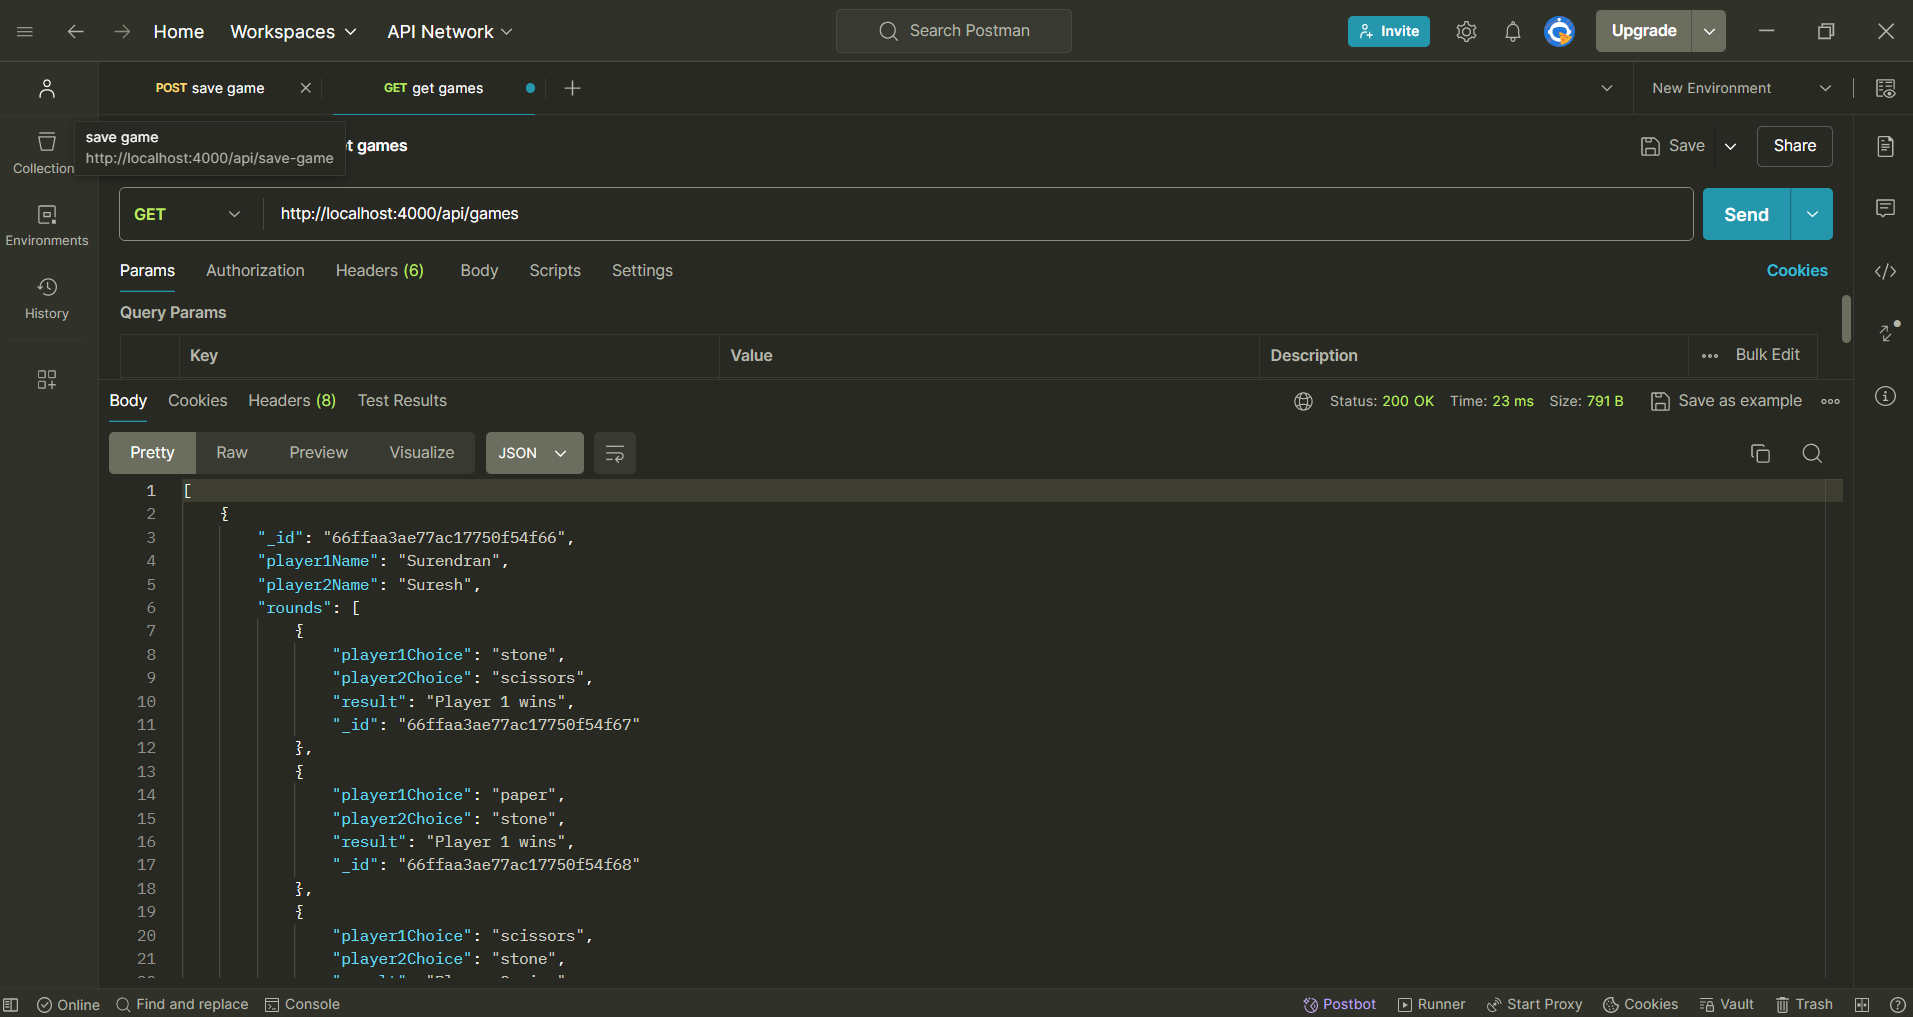 Home Workspaces API Network Search Postman Invite Upgrade
POST save game GET get games New Environment
save game
http://localhost:4000/api/save-game
t games Save Share
Collection
GET http://localhost:4000/api/games Send
Environments
Params Authorization Headers (6) Body Scripts Settings Cookies
History
Query Params
Key Value Description Bulk Edit
Body Cookies Headers (8) Test Results Status: 200 OK Time: 23 ms Size: 791 B Save as example
Pretty Raw Preview Visualize JSON
1 [
2 {
3 "_id": "66ffaa3ae77ac17750f54f66",
4 "player1Name": "Surendran",
5 "player2Name": "Suresh",
6 "rounds": [
7 {
8 "player1Choice": "stone",
9 "player2Choice": "scissors",
10 "result": "Player 1 wins",
11 "_id": "66ffaa3ae77ac17750f54f67"
12 },
13 {
14 "player1Choice": "paper",
15 "player2Choice": "stone",
16 "result": "Player 1 wins",
17 "_id": "66ffaa3ae77ac17750f54f68"
18 },
19 {
20 "player1Choice": "scissors",
21 "player2Choice": "stone",
Online Find and replace Console Postbot Runner Start Proxy Cookies Vault Trash